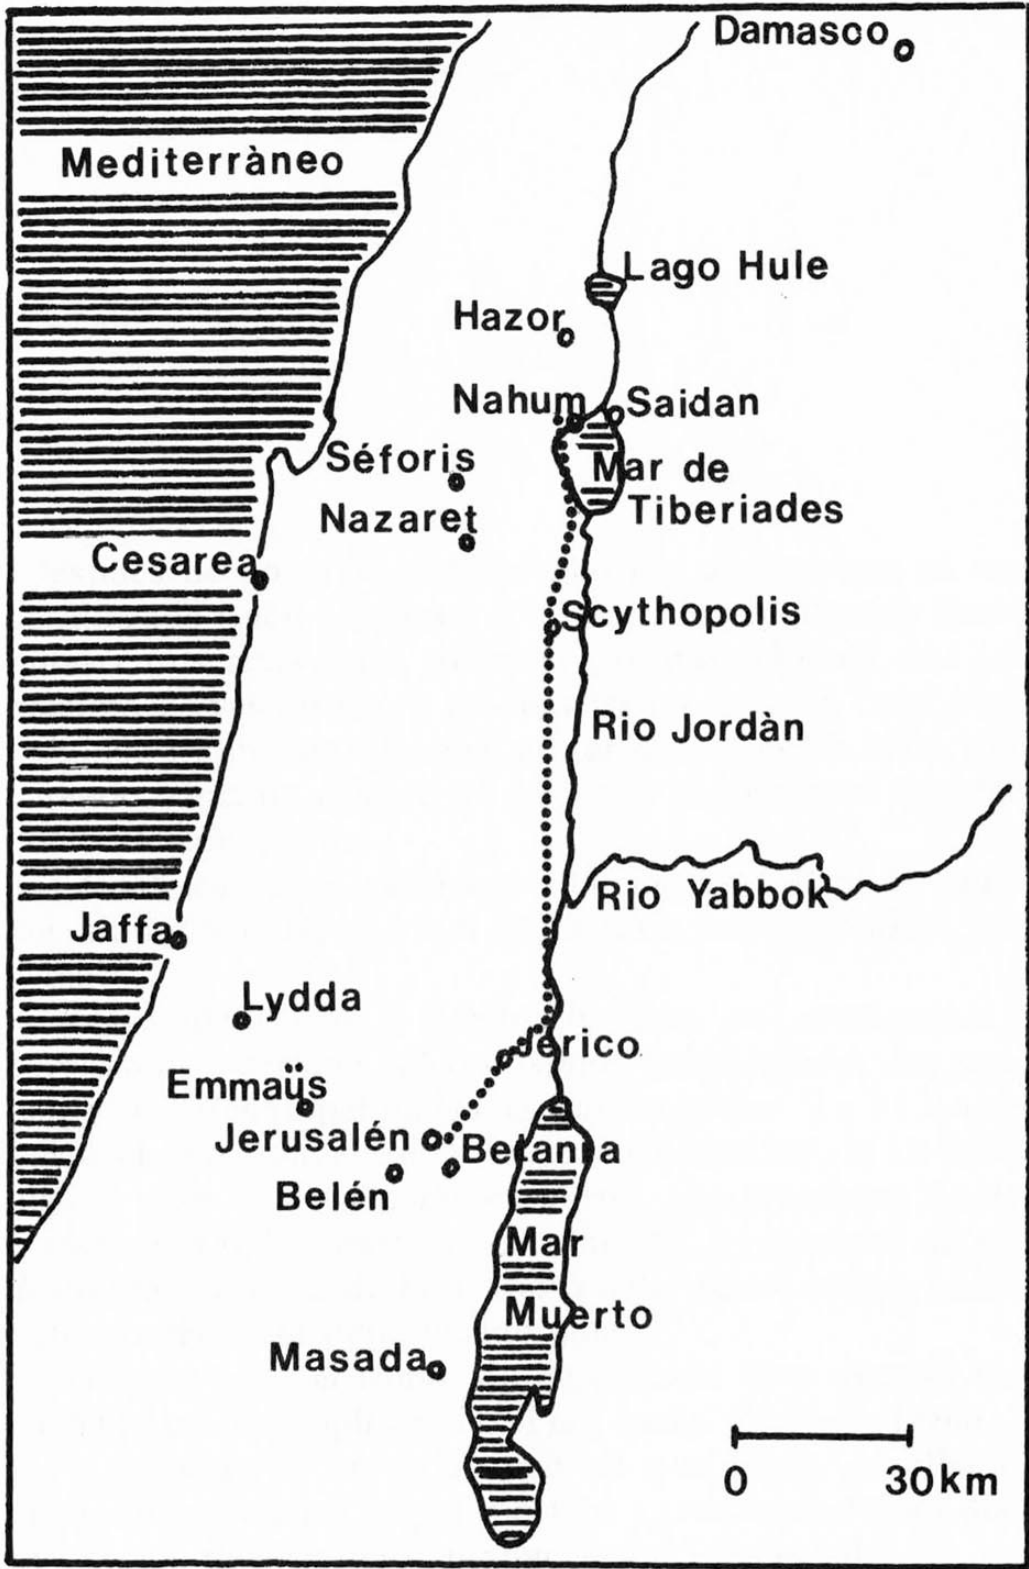 Damasco
Mediterràneo
Lago Hule
Hazor
Nahum
Saidan
Séforis
Mar de
Tiberiades
Nazaret
Cesarea
Scythopolis
Rio Jordàn
Rio Yabbok
Jaffa
Lydda
Jerico
Emmaüs
Jerusalén
Betania
Belén
Mar
Muerto
Masada
0 30km